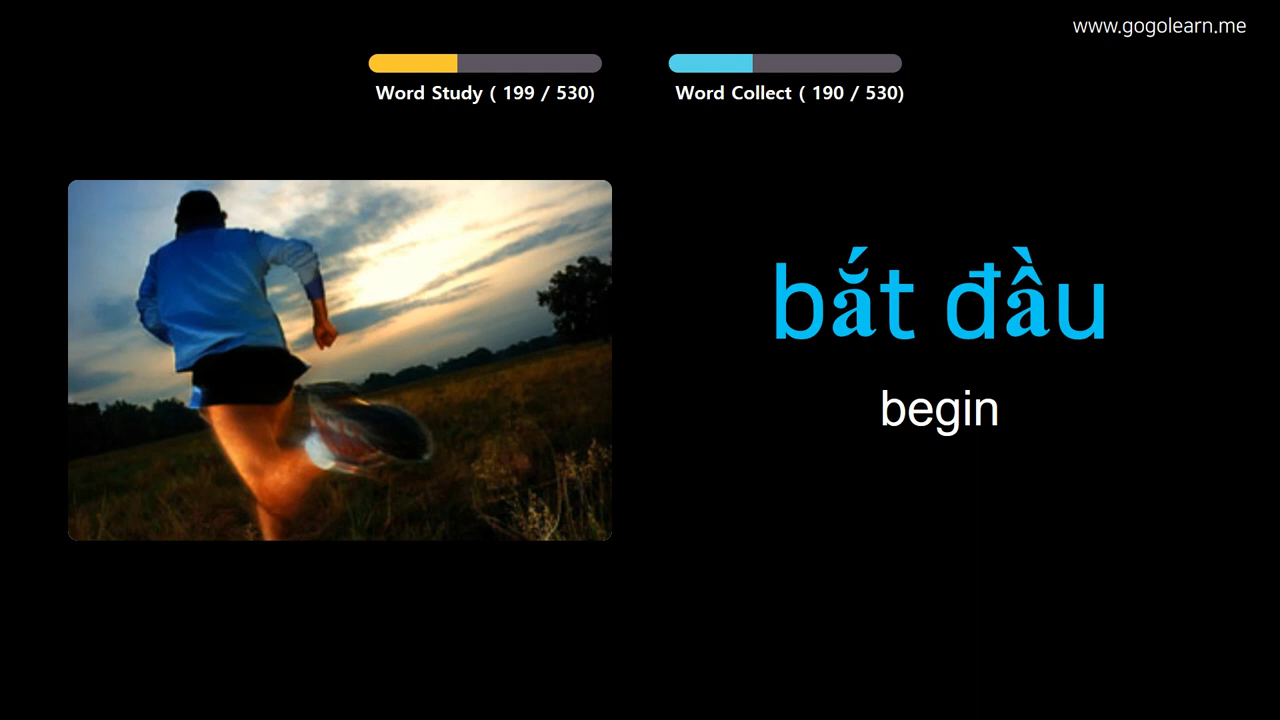 www.gogolearn.me
Word Study ( 199 / 530)
Word Collect ( 190 / 530)
bắt đầu
begin